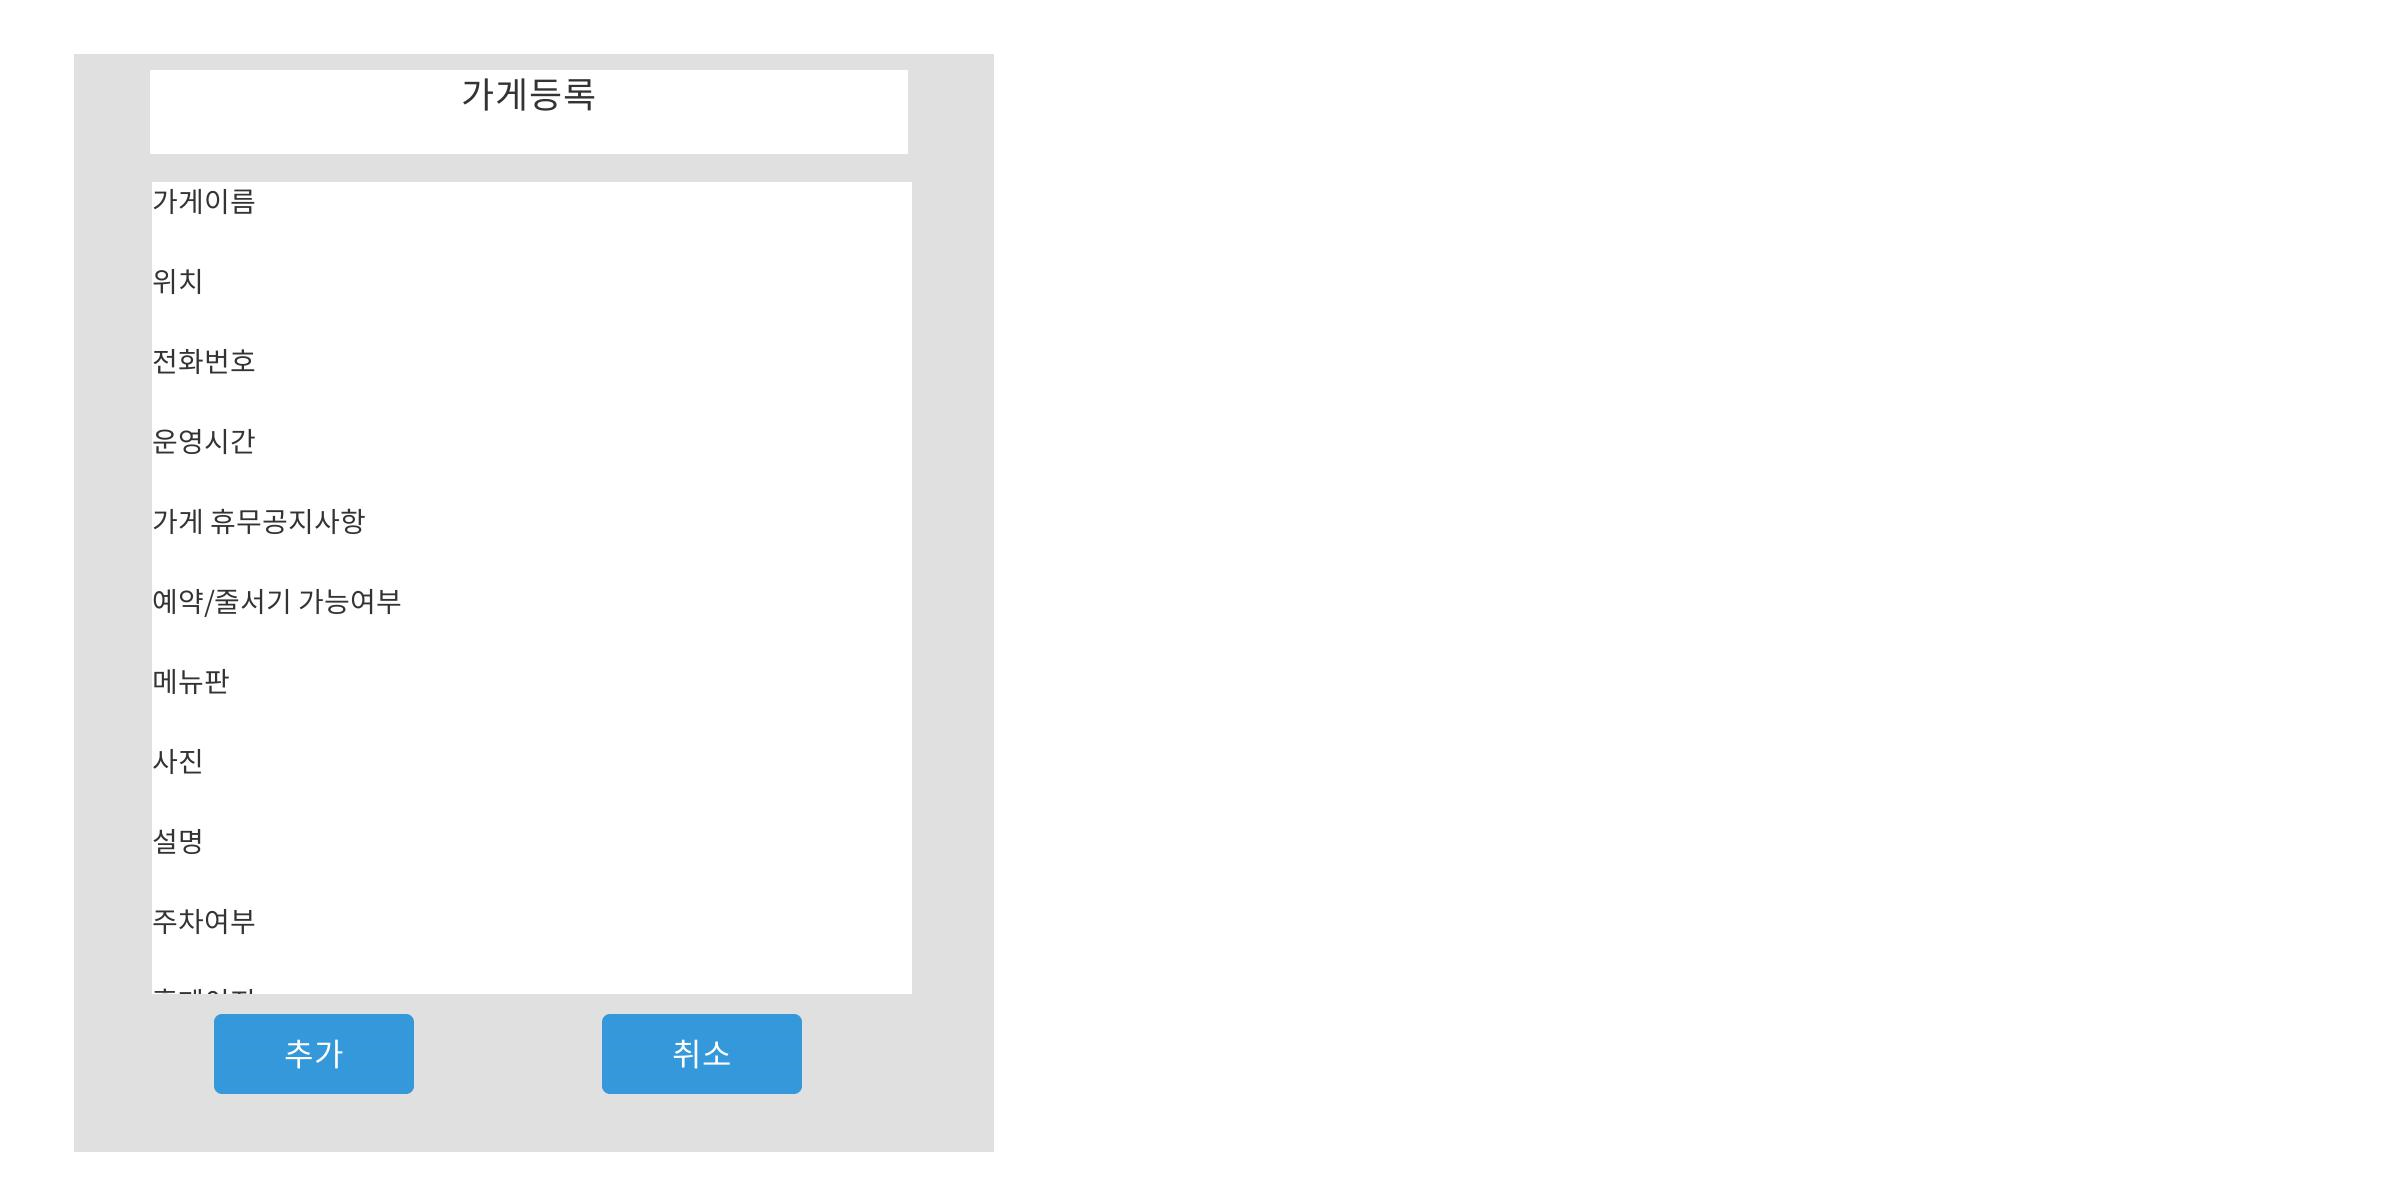 가게등록
가게이름
위치
전화번호
운영시간
가게 휴무공지사항
예약/줄서기 가능여부
메뉴판
사진
설명
주차여부
추가
취소